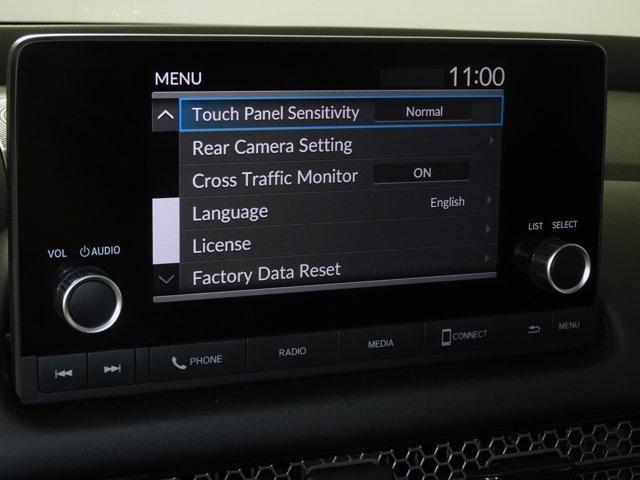 MENU 11:00
Touch Panel Sensitivity Normal
Rear Camera Setting
Cross Traffic Monitor ON
Language English
License
Factory Data Reset
VOL AUDIO
LIST SELECT
PHONE RADIO MEDIA CONNECT MENU